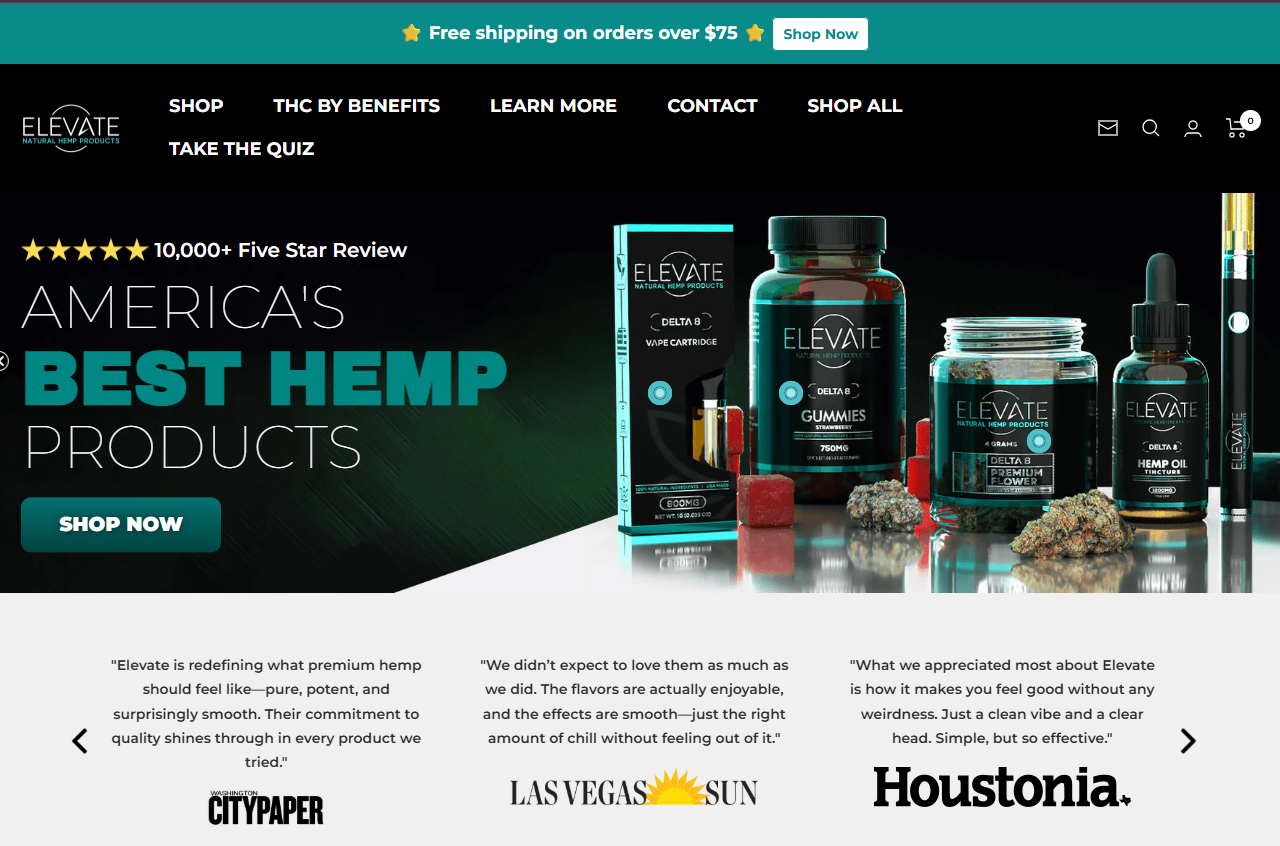 Free shipping on orders over $75
Shop Now
SHOP
THC BY BENEFITS
LEARN MORE
CONTACT
SHOP ALL
TAKE THE QUIZ
ELEVATE
NATURAL HEMP PRODUCTS
0
10,000+ Five Star Review
AMERICA'S
BEST HEMP
PRODUCTS
SHOP NOW
ELEVATE
NATURAL HEMP PRODUCTS
DELTA 8
VAPE CARTRIDGE
100% NATURAL INGREDIENTS | USA MADE
900MG
NET WT. 1G (0.035 OZ)
ELEVATE
NATURAL HEMP PRODUCTS
DELTA 8
GUMMIES
STRAWBERRY
750MG
ELEVATE
NATURAL HEMP PRODUCTS
4 GRAMS
DELTA 8
PREMIUM
FLOWER
ELEVATE
NATURAL HEMP PRODUCTS
DELTA 8
HEMP OIL
TINCTURE
1200MG
ELEVATE
"Elevate is redefining what premium hemp
should feel like—pure, potent, and
surprisingly smooth. Their commitment to
quality shines through in every product we
tried."
WASHINGTON
CITYPAPER
"We didn’t expect to love them as much as
we did. The flavors are actually enjoyable,
and the effects are smooth—just the right
amount of chill without feeling out of it."
LAS VEGAS SUN
"What we appreciated most about Elevate
is how it makes you feel good without any
weirdness. Just a clean vibe and a clear
head. Simple, but so effective."
Houstonia